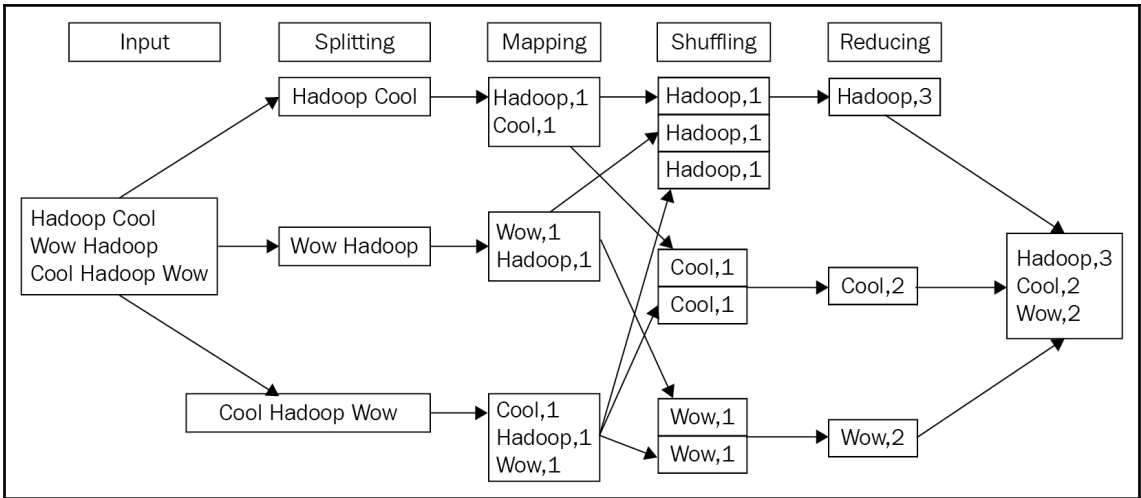 Input
Splitting
Mapping
Shuffling
Reducing
Hadoop Cool
Wow Hadoop
Cool Hadoop Wow
Hadoop Cool
Wow Hadoop
Cool Hadoop Wow
Hadoop,1
Cool,1
Wow,1
Hadoop,1
Cool,1
Hadoop,1
Wow,1
Hadoop,1
Hadoop,1
Hadoop,1
Cool,1
Cool,1
Wow,1
Wow,1
Hadoop,3
Cool,2
Wow,2
Hadoop,3
Cool,2
Wow,2